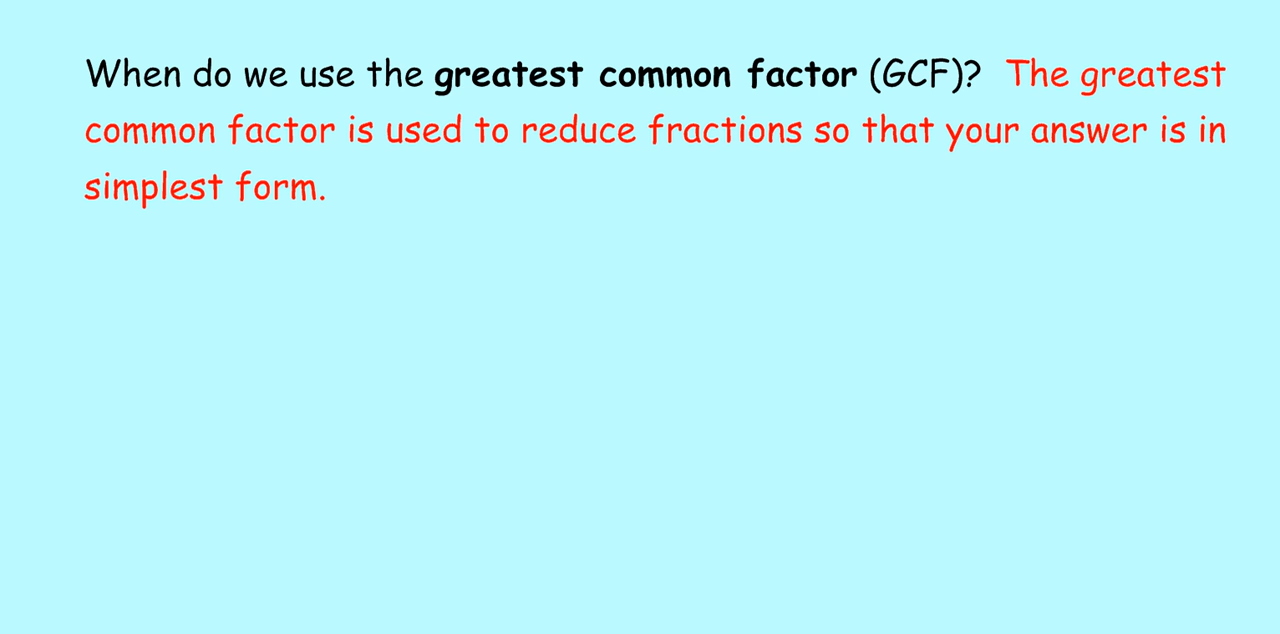 When do we use the greatest common factor (GCF)? The greatest
common factor is used to reduce fractions so that your answer is in
simplest form.